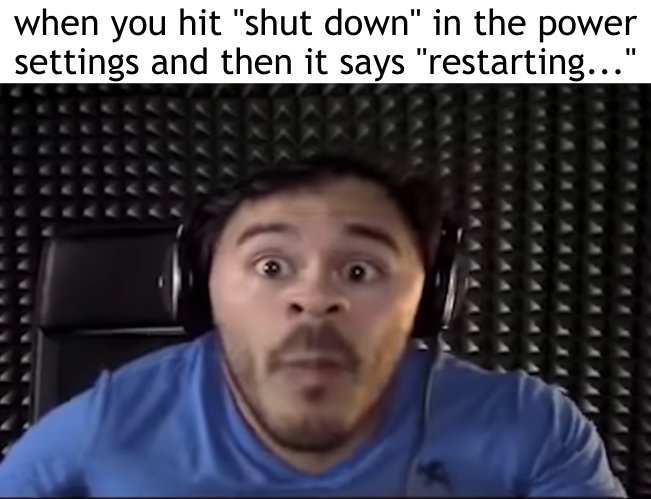 when you hit "shut down" in the power
settings and then it says "restarting..."